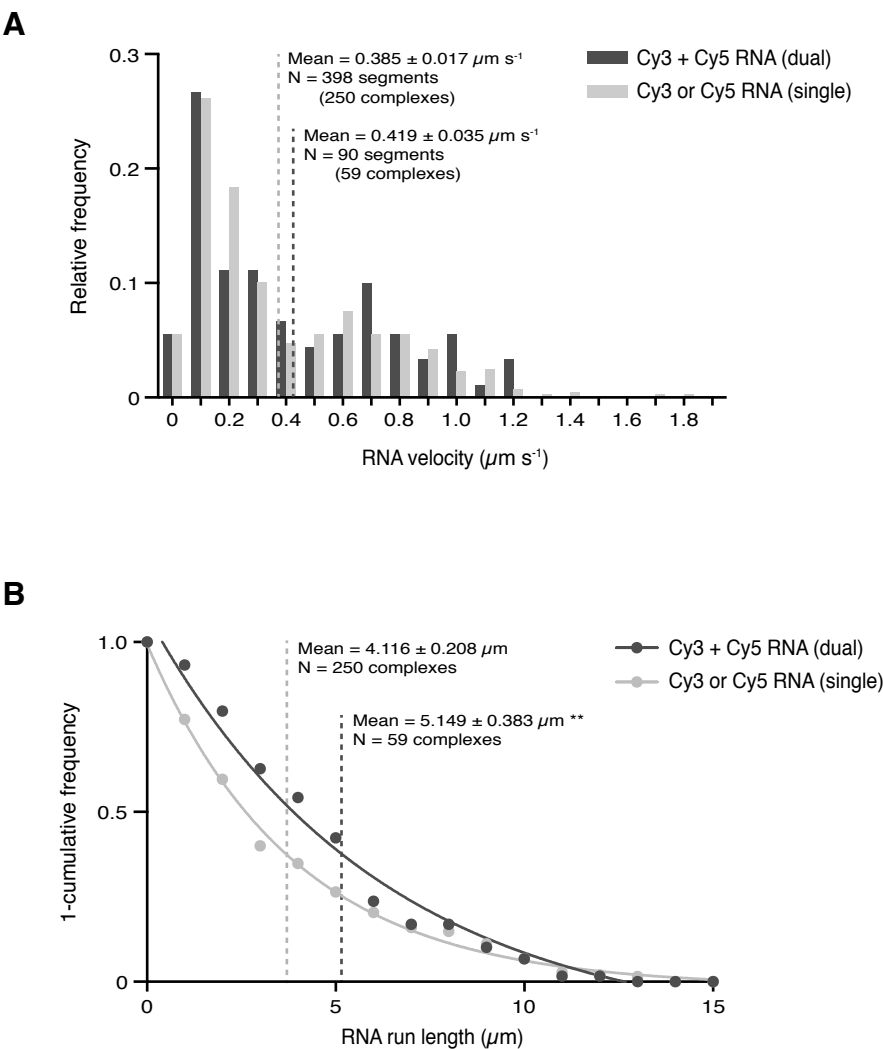 A
0.3
0.2
0.1
0
Relative frequency
Mean = 0.385 ± 0.017 µm s⁻¹
N = 398 segments
(250 complexes)
Mean = 0.419 ± 0.035 µm s⁻¹
N = 90 segments
(59 complexes)
Cy3 + Cy5 RNA (dual)
Cy3 or Cy5 RNA (single)
0 0.2 0.4 0.6 0.8 1.0 1.2 1.4 1.6 1.8
RNA velocity (µm s⁻¹)
B
1.0
0.5
0
1-cumulative frequency
Mean = 4.116 ± 0.208 µm
N = 250 complexes
Mean = 5.149 ± 0.383 µm **
N = 59 complexes
Cy3 + Cy5 RNA (dual)
Cy3 or Cy5 RNA (single)
0 5 10 15
RNA run length (µm)